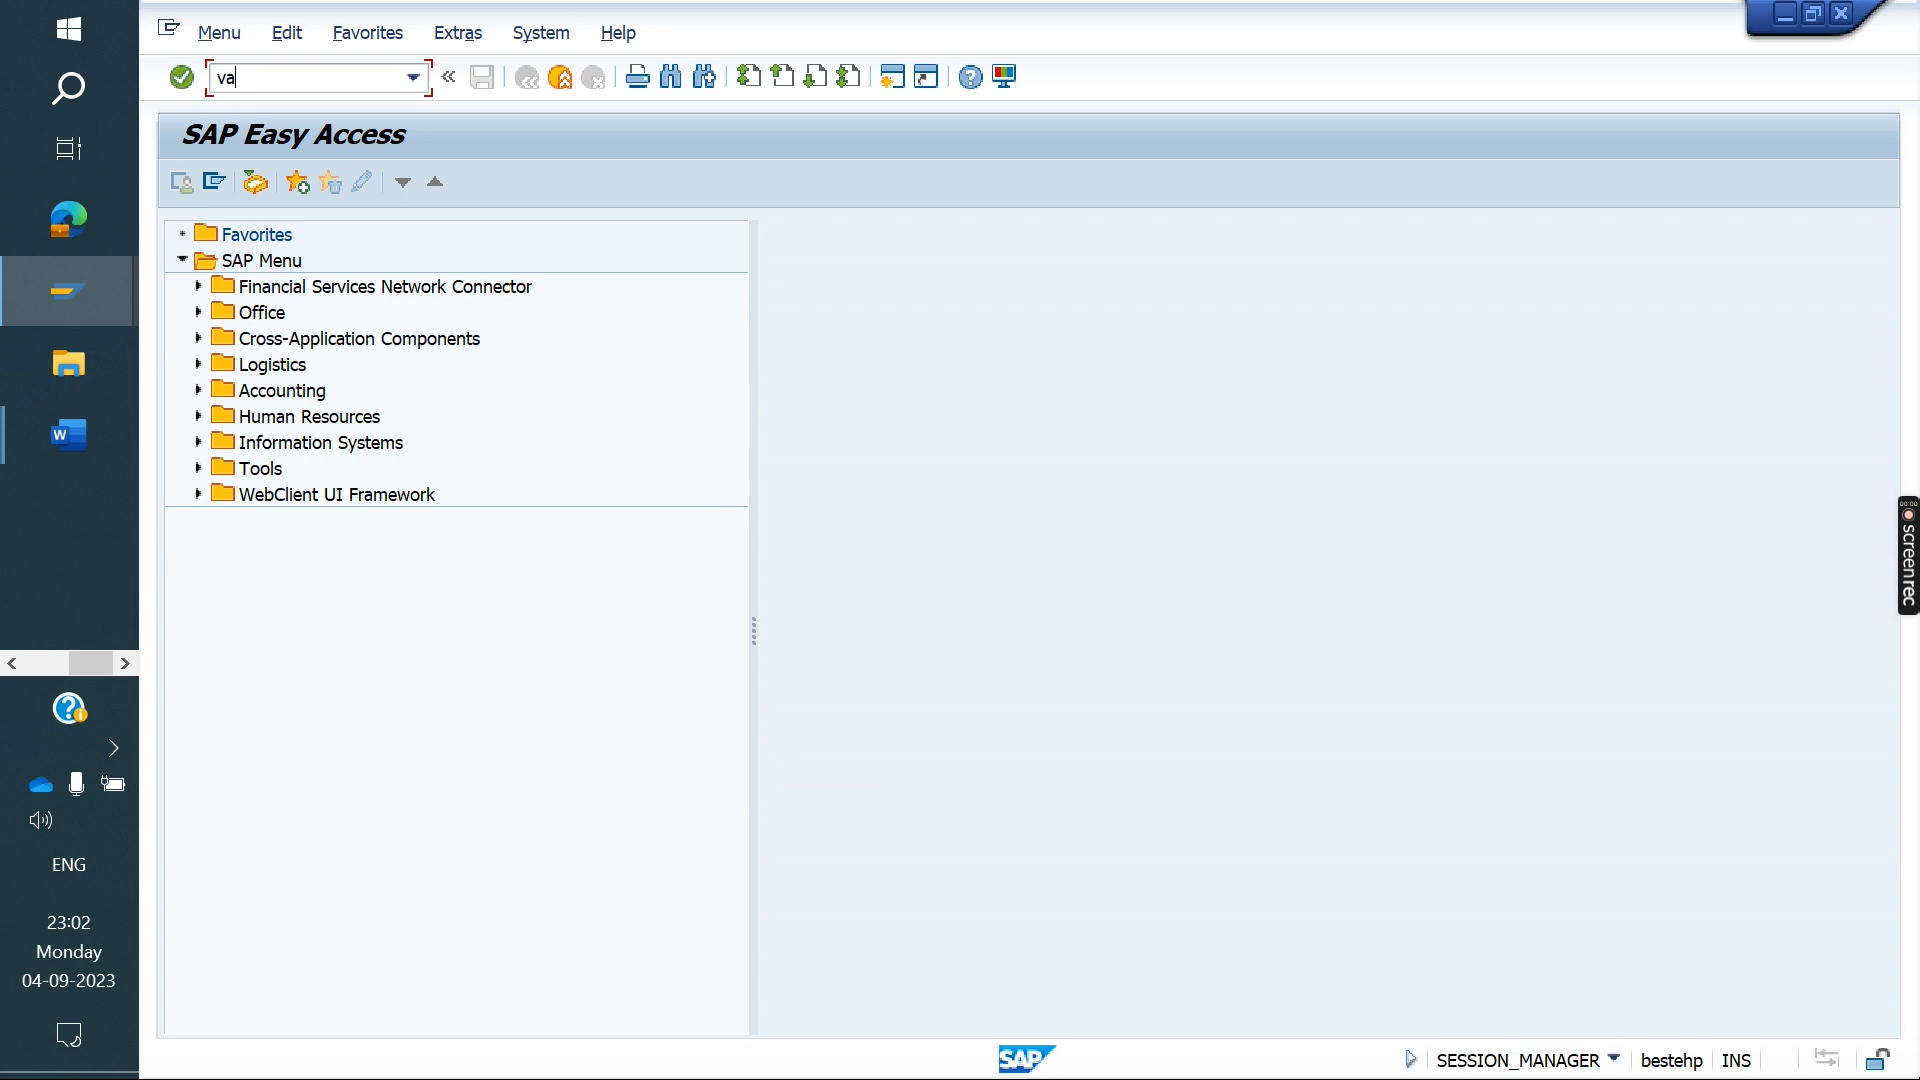 Menu Edit Favorites Extras System Help
va
SAP Easy Access
Favorites
SAP Menu
Financial Services Network Connector
Office
Cross-Application Components
Logistics
Accounting
Human Resources
Information Systems
Tools
WebClient UI Framework
W
ENG
23:02
Monday
04-09-2023
00:00
screenrec
SAP
SESSION_MANAGER bestehp INS